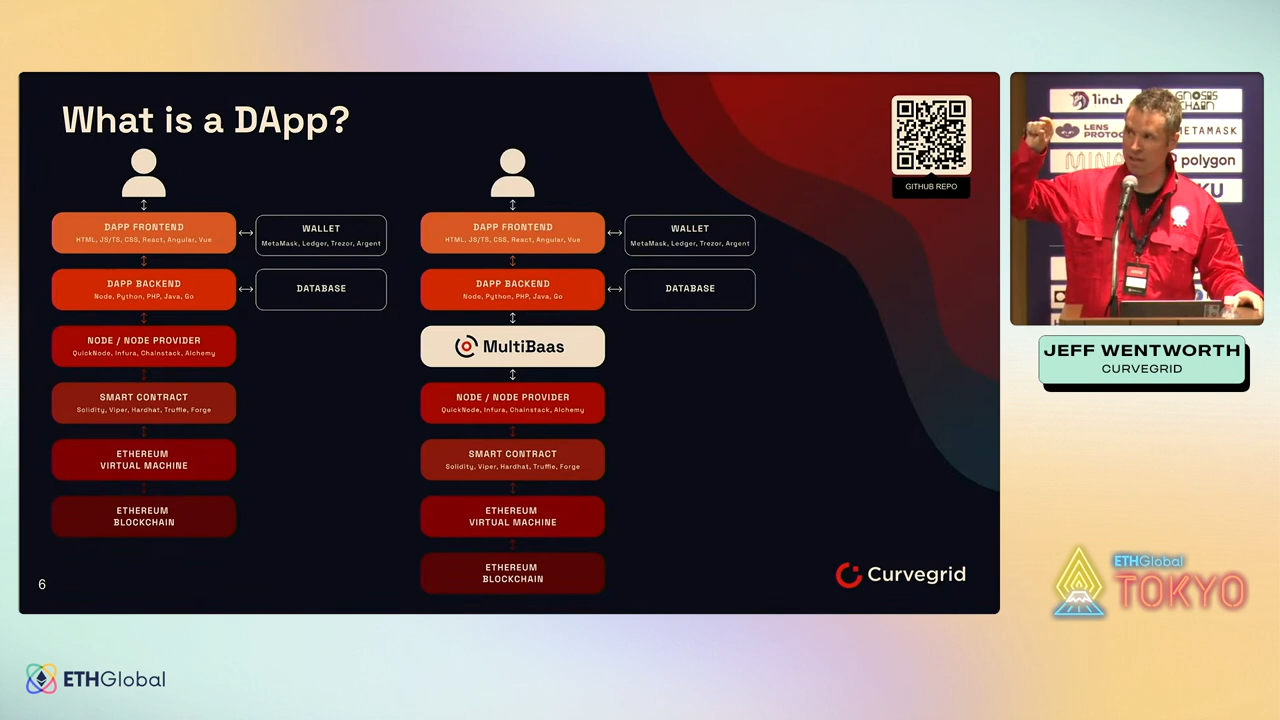 What is a DApp?
GITHUB REPO
DAPP FRONTEND
HTML, JS/TS, CSS, React, Angular, Vue
WALLET
MetaMask, Ledger, Trezor, Argent
DAPP BACKEND
Node, Python, PHP, Java, Go
DATABASE
NODE / NODE PROVIDER
QuickNode, Infura, Chainstack, Alchemy
SMART CONTRACT
Solidity, Viper, Hardhat, Truffle, Forge
ETHEREUM
VIRTUAL MACHINE
ETHEREUM
BLOCKCHAIN
DAPP FRONTEND
HTML, JS/TS, CSS, React, Angular, Vue
WALLET
MetaMask, Ledger, Trezor, Argent
DAPP BACKEND
Node, Python, PHP, Java, Go
DATABASE
MultiBaas
NODE / NODE PROVIDER
QuickNode, Infura, Chainstack, Alchemy
SMART CONTRACT
Solidity, Viper, Hardhat, Truffle, Forge
ETHEREUM
VIRTUAL MACHINE
ETHEREUM
BLOCKCHAIN
6
Curvegrid
1inch
CHAIN
LENS
METAMASK
MINA
polygon
JEFF WENTWORTH
CURVEGRID
ETHGlobal
TOKYO
ETHGlobal